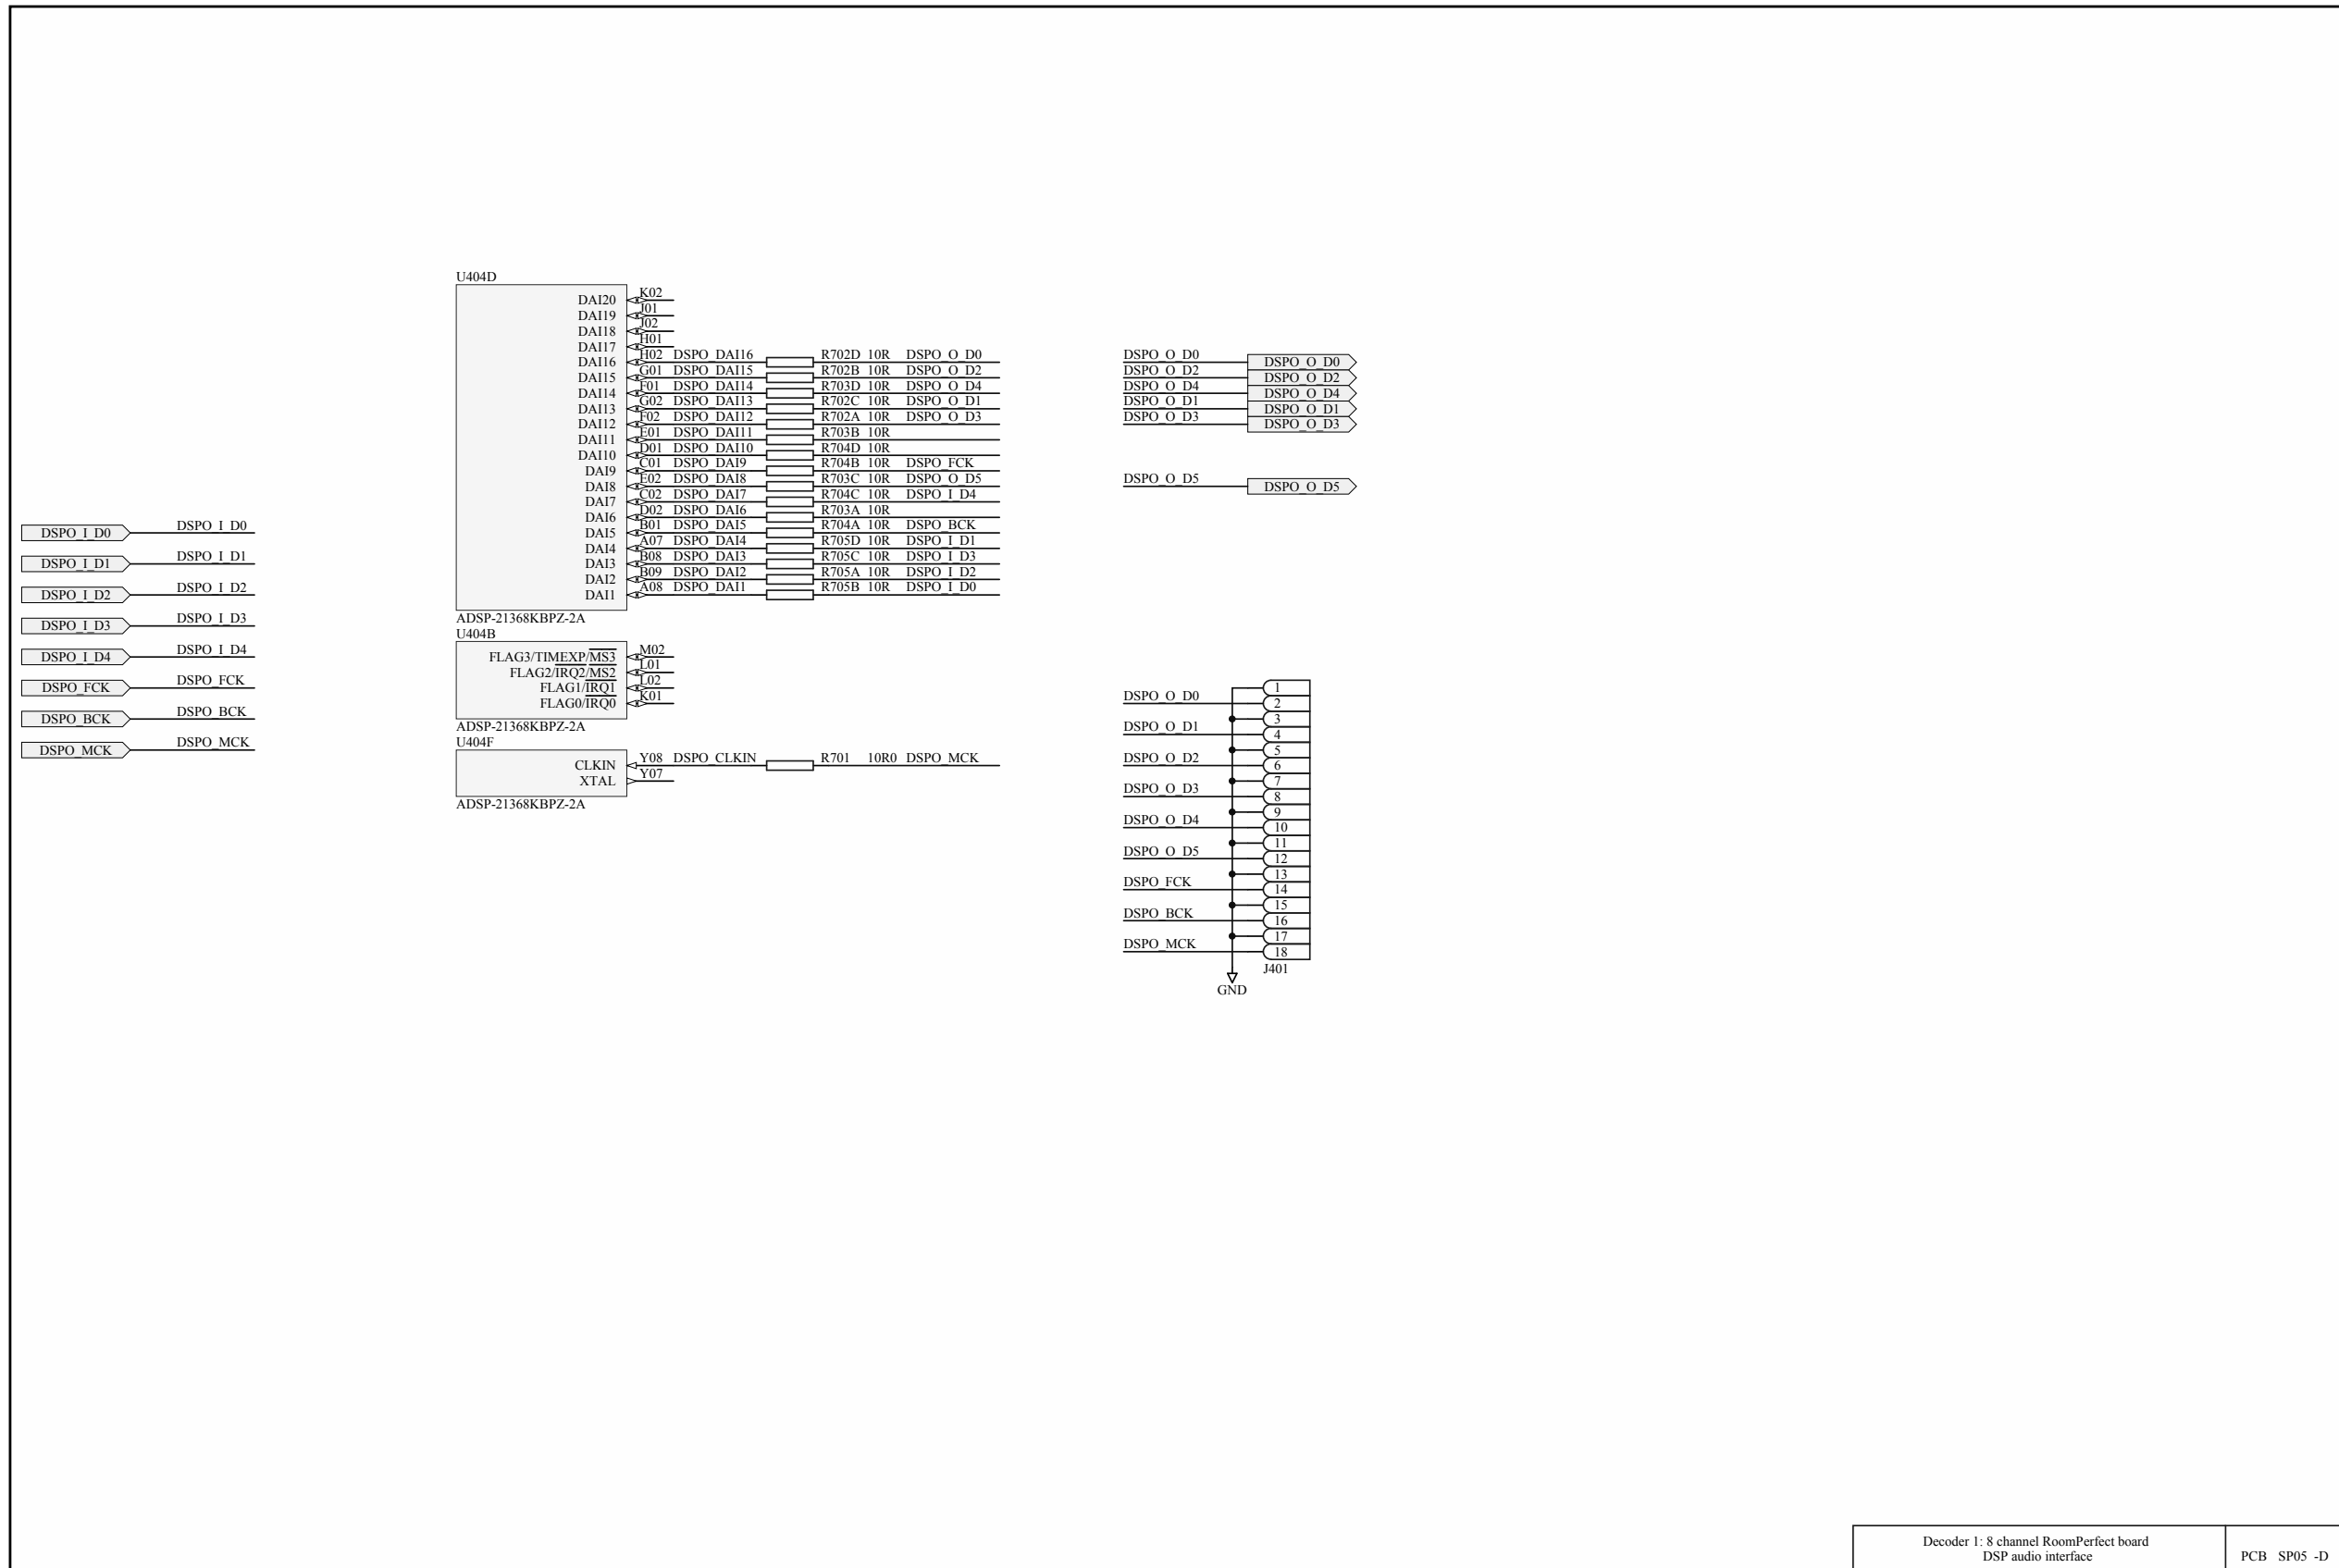 U404D
DAI20 K02
DAI19 J01
DAI18 J02
DAI17 H01
DAI16 H02 DSPO_DAI16 R702D 10R DSPO_O_D0
DAI15 G01 DSPO_DAI15 R702B 10R DSPO_O_D2
DAI14 F01 DSPO_DAI14 R703D 10R DSPO_O_D4
DAI13 G02 DSPO_DAI13 R702C 10R DSPO_O_D1
DAI12 F02 DSPO_DAI12 R702A 10R DSPO_O_D3
DAI11 E01 DSPO_DAI11 R703B 10R
DAI10 D01 DSPO_DAI10 R704D 10R
DAI9 C01 DSPO_DAI9 R704B 10R DSPO_FCK
DAI8 E02 DSPO_DAI8 R703C 10R DSPO_O_D5
DAI7 C02 DSPO_DAI7 R704C 10R DSPO_I_D4
DAI6 D02 DSPO_DAI6 R703A 10R
DAI5 B01 DSPO_DAI5 R704A 10R DSPO_BCK
DAI4 A07 DSPO_DAI4 R705D 10R DSPO_I_D1
DAI3 B08 DSPO_DAI3 R705C 10R DSPO_I_D3
DAI2 B09 DSPO_DAI2 R705A 10R DSPO_I_D2
DAI1 A08 DSPO_DAI1 R705B 10R DSPO_I_D0
ADSP-21368KBPZ-2A
U404B
FLAG3/TIMEXP/MS3 M02
FLAG2/IRQ2/MS2 L01
FLAG1/IRQ1 L02
FLAG0/IRQ0 K01
ADSP-21368KBPZ-2A
U404F
CLKIN Y08 DSPO_CLKIN R701 10R0 DSPO_MCK
XTAL Y07
ADSP-21368KBPZ-2A
DSPO_I_D0 DSPO_I_D0
DSPO_I_D1 DSPO_I_D1
DSPO_I_D2 DSPO_I_D2
DSPO_I_D3 DSPO_I_D3
DSPO_I_D4 DSPO_I_D4
DSPO_FCK DSPO_FCK
DSPO_BCK DSPO_BCK
DSPO_MCK DSPO_MCK
DSPO_O_D0 DSPO_O_D0
DSPO_O_D2 DSPO_O_D2
DSPO_O_D4 DSPO_O_D4
DSPO_O_D1 DSPO_O_D1
DSPO_O_D3 DSPO_O_D3
DSPO_O_D5 DSPO_O_D5
1
DSPO_O_D0 2
3
DSPO_O_D1 4
5
DSPO_O_D2 6
7
DSPO_O_D3 8
9
DSPO_O_D4 10
11
DSPO_O_D5 12
13
DSPO_FCK 14
15
DSPO_BCK 16
17
DSPO_MCK 18
J401
GND
Decoder 1: 8 channel RoomPerfect board
DSP audio interface
PCB SP05 -D